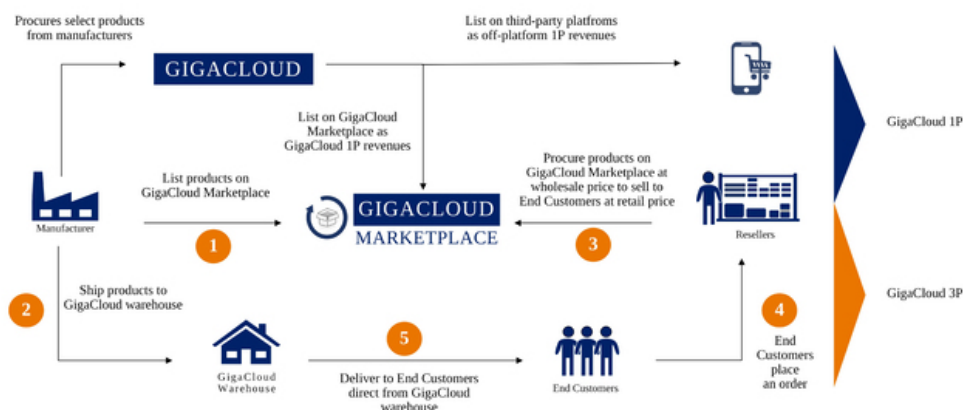 Procures select products
from manufacturers
List on third-party platfroms
as off-platform 1P revenues
GIGACLOUD
GigaCloud 1P
List on GigaCloud
Marketplace as
GigaCloud 1P revenues
List products on
GigaCloud Marketplace
Procure products on
GigaCloud Marketplace at
wholesale price to sell to
End Customers at retail price
Manufacturer
GIGACLOUD
MARKETPLACE
Resellers
1
3
2
Ship products to
GigaCloud warehouse
GigaCloud 3P
4
End
Customers
place
an order
5
GigaCloud
Warehouse
Deliver to End Customers
direct from GigaCloud
warehouse
End Customers